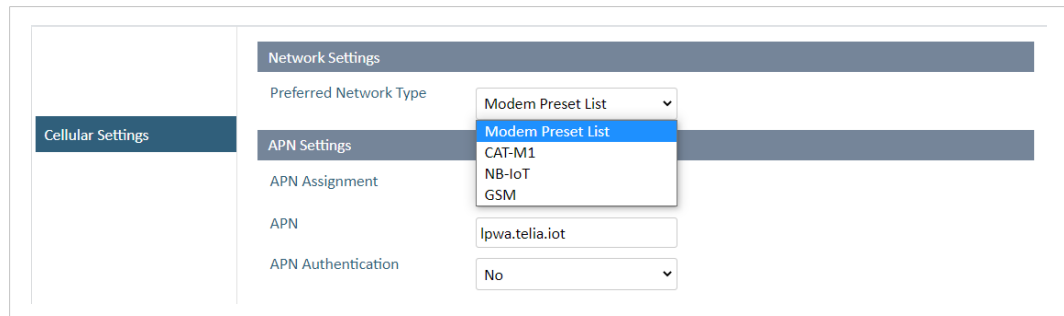 Network Settings
Preferred Network Type
Modem Preset List
Modem Preset List
CAT-M1
NB-IoT
GSM
Cellular Settings
APN Settings
APN Assignment
APN
lpwa.telia.iot
APN Authentication
No